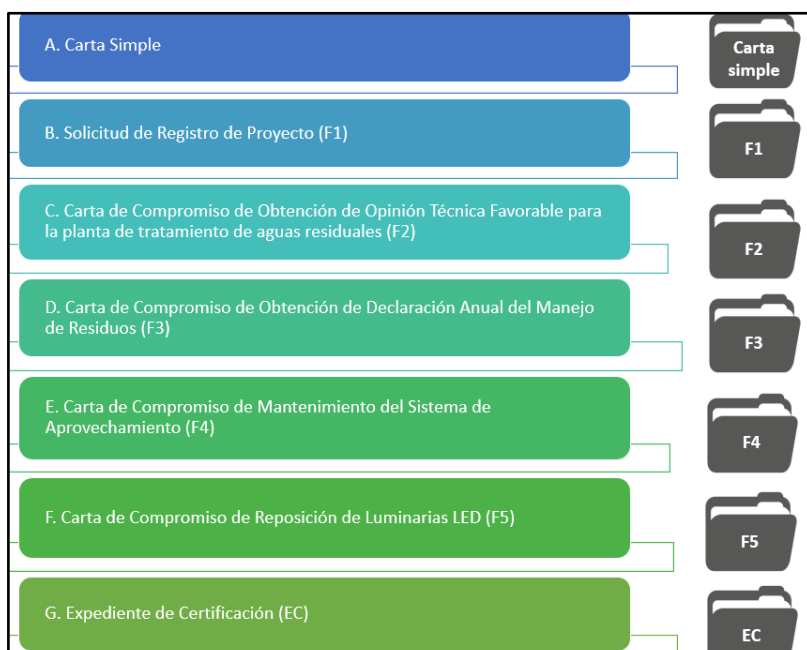 A. Carta Simple
Carta
simple
B. Solicitud de Registro de Proyecto (F1)
F1
C. Carta de Compromiso de Obtención de Opinión Técnica Favorable para
la planta de tratamiento de aguas residuales (F2)
F2
D. Carta de Compromiso de Obtención de Declaración Anual del Manejo
de Residuos (F3)
F3
E. Carta de Compromiso de Mantenimiento del Sistema de
Aprovechamiento (F4)
F4
F. Carta de Compromiso de Reposición de Luminarias LED (F5)
F5
G. Expediente de Certificación (EC)
EC